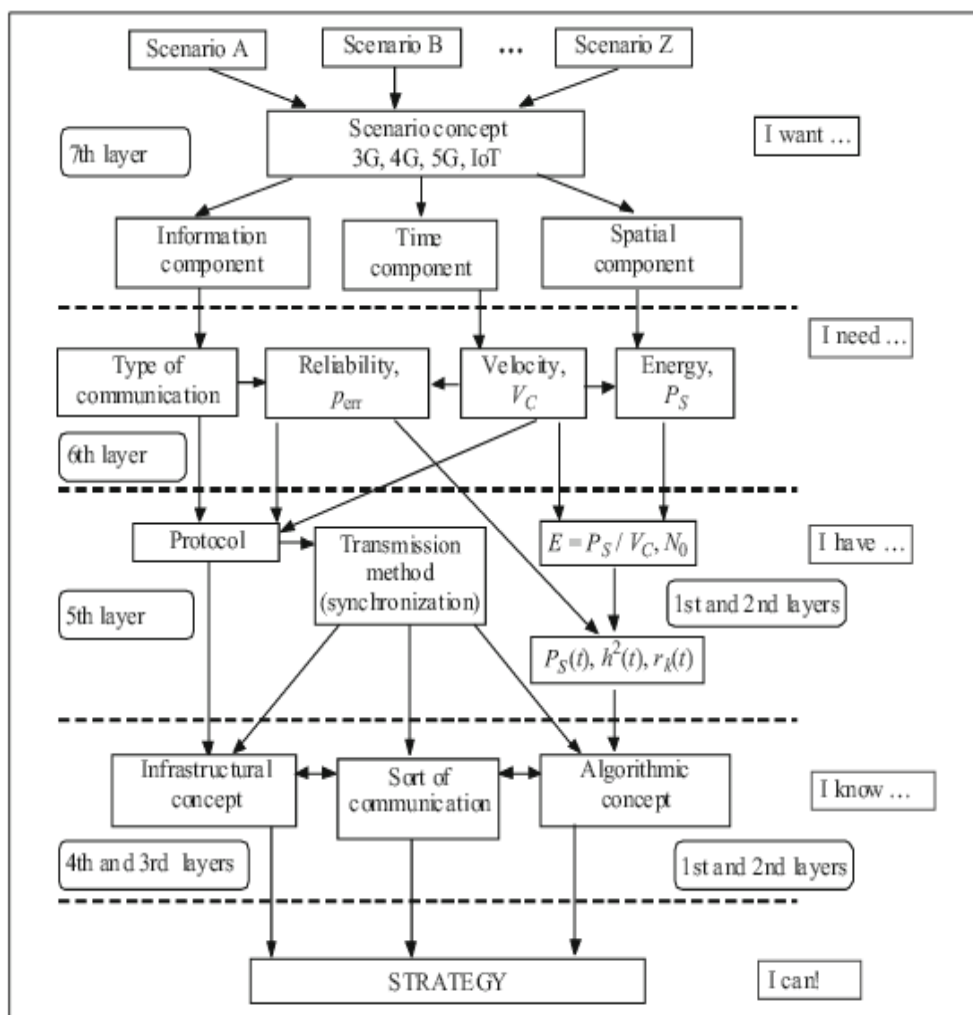 Scenario A
Scenario B
...
Scenario Z
Scenario concept
3G, 4G, 5G, IoT
7th layer
I want ...
Information
component
Time
component
Spatial
component
I need ...
Type of
communication
Reliability,
p_err
Velocity,
V_C
Energy,
P_S
6th layer
Protocol
Transmission
method
(synchronization)
E = P_S / V_C, N_0
I have ...
5th layer
1st and 2nd layers
P_S(t), h²(t), r_k(t)
Infrastructural
concept
Sort of
communication
Algorithmic
concept
I know ...
4th and 3rd layers
1st and 2nd layers
STRATEGY
I can!